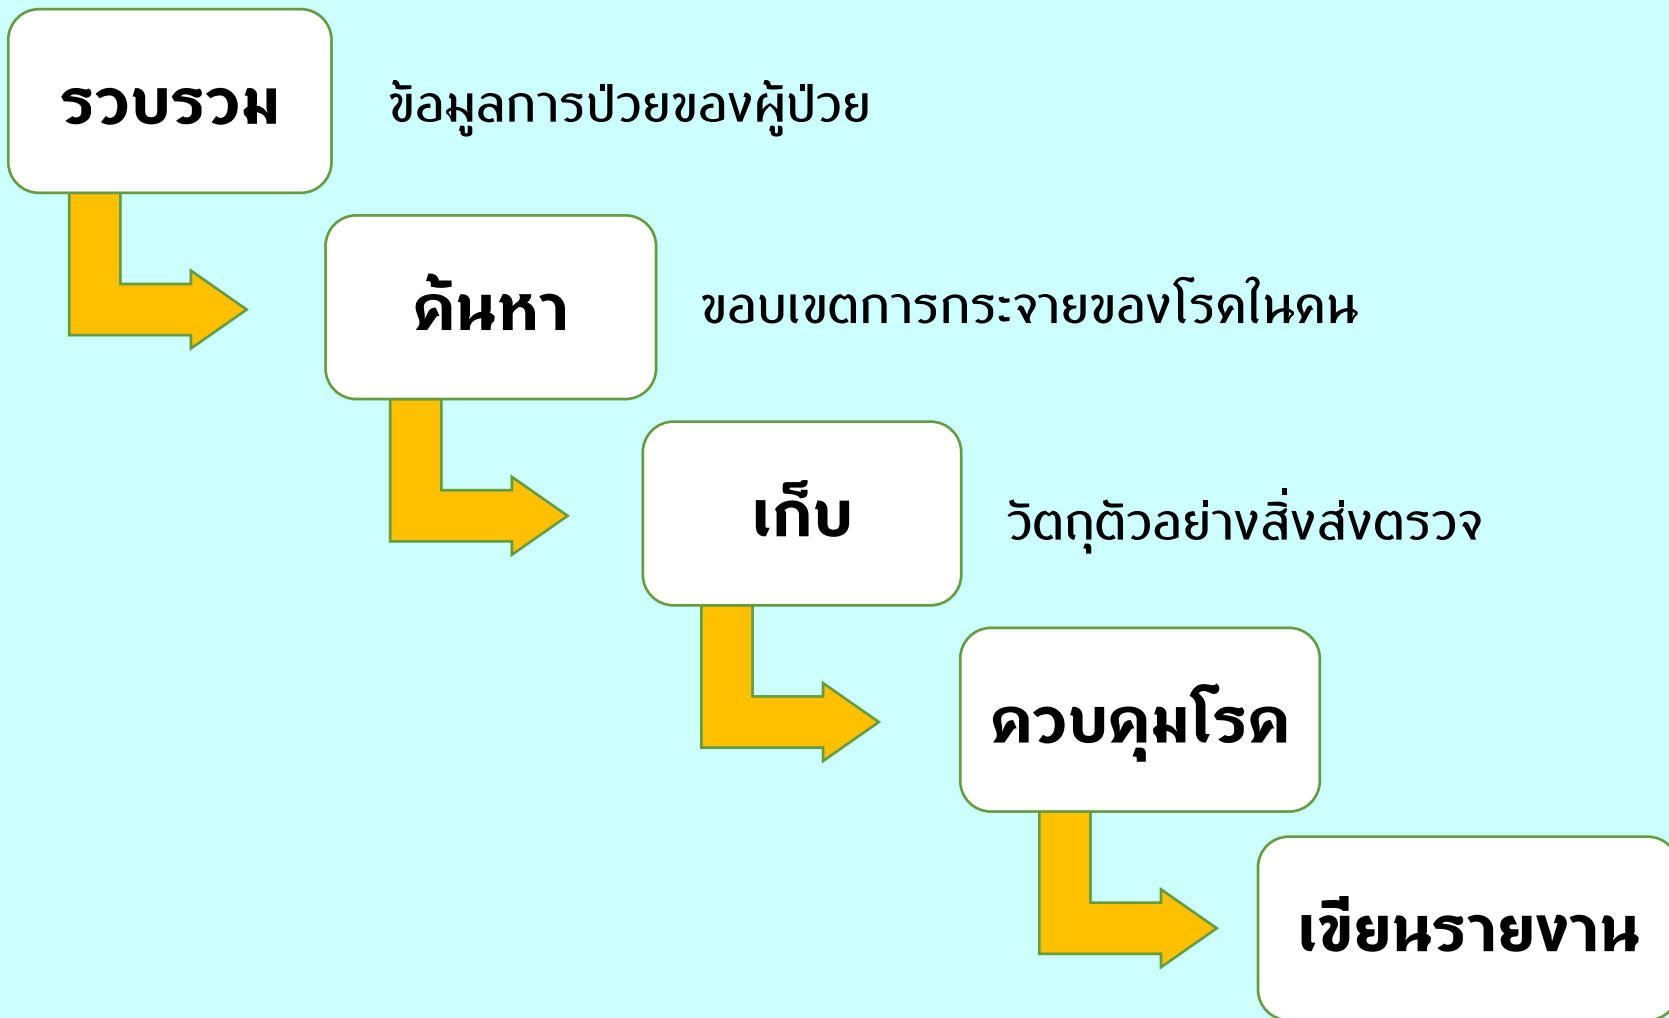 รวบรวม
ข้อมูลการป่วยของผู้ป่วย
ค้นหา
ขอบเขตการกระจายของโรคในคน
เก็บ
วัตถุตัวอย่างสิ่งส่งตรวจ
ควบคุมโรค
เขียนรายงาน